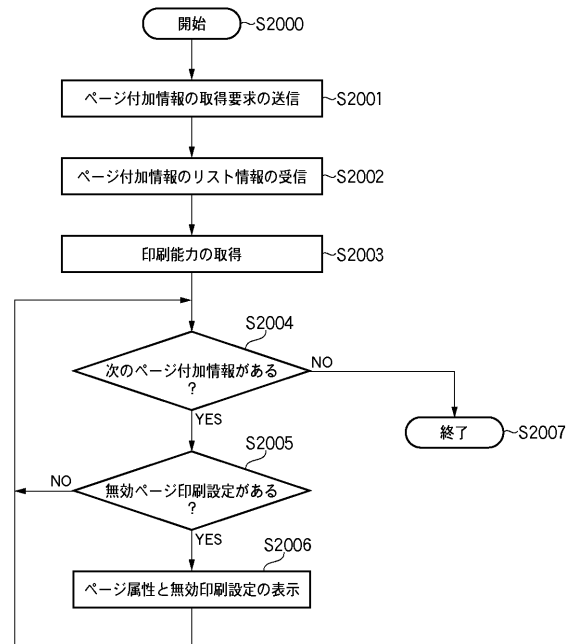 開始
S2000
ページ付加情報の取得要求の送信
S2001
ページ付加情報のリスト情報の受信
S2002
印刷能力の取得
S2003
S2004
次のページ付加情報がある
?
NO
YES
終了
S2007
S2005
無効ページ印刷設定がある
?
NO
YES
S2006
ページ属性と無効印刷設定の表示